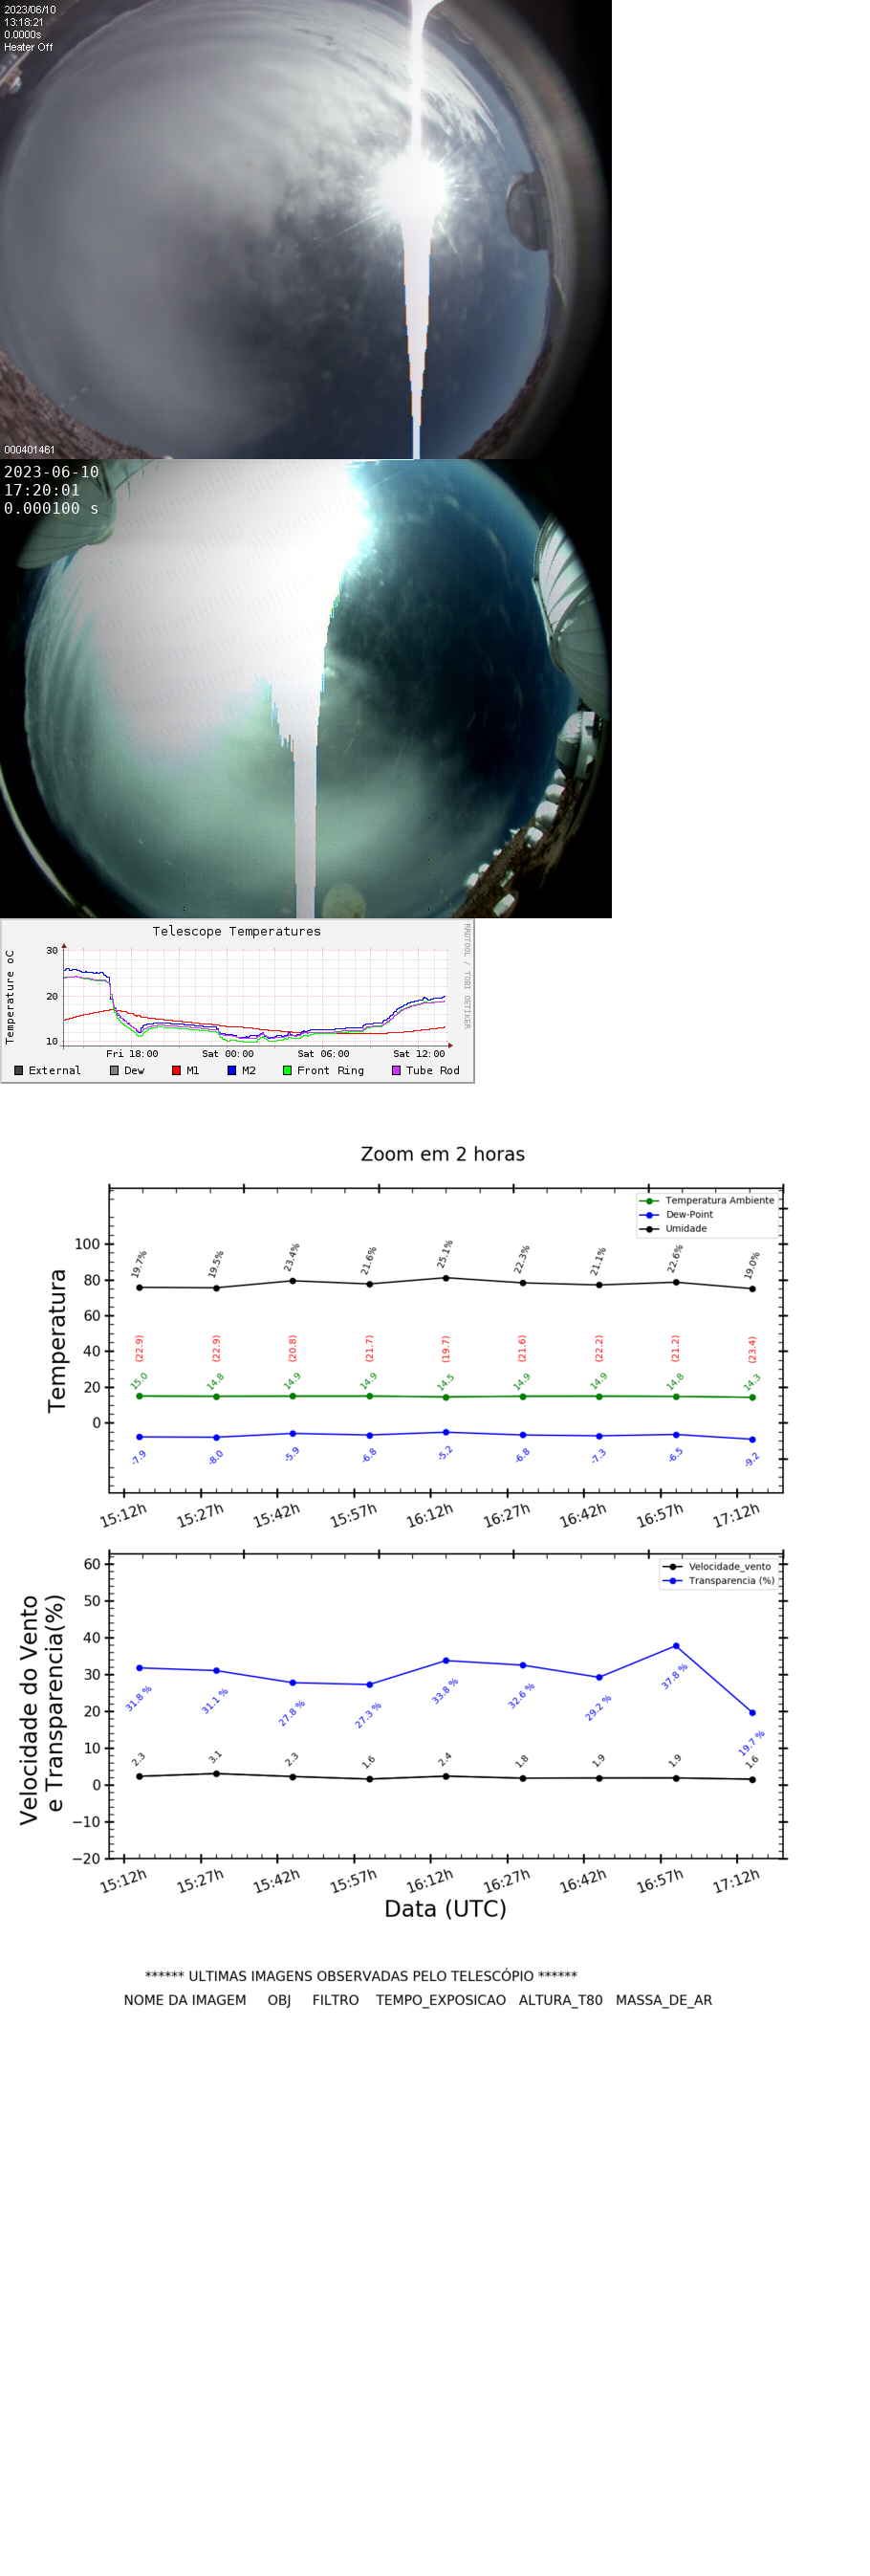 2023/06/10
13:18:21
0.0000s
Heater Off
000401461
2023-06-10
17:20:01
0.000100 s
Telescope Temperatures
RRDTOOL / TOBI OETIKER
Temperature oC
30
20
10
Fri 18:00 Sat 00:00 Sat 06:00 Sat 12:00
External Dew M1 M2 Front Ring Tube Rod
Zoom em 2 horas
Temperatura
Temperatura Ambiente
Dew-Point
Umidade
100
80
60
40
20
0
19.7% 19.5% 23.4% 21.6% 25.1% 22.3% 21.1% 22.6% 19.0%
(22.9) (22.9) (20.8) (21.7) (19.7) (21.6) (22.2) (21.2) (23.4)
15.0 14.8 14.9 14.9 14.5 14.9 14.9 14.8 14.3
-7.9 -8.0 -5.9 -6.8 -5.2 -6.8 -7.3 -6.5 -9.2
15:12h 15:27h 15:42h 15:57h 16:12h 16:27h 16:42h 16:57h 17:12h
Velocidade do Vento
e Transparencia(%)
Velocidade_vento
Transparencia (%)
60
50
40
30
20
10
0
−10
−20
31.8 % 31.1 % 27.8 % 27.3 % 33.8 % 32.6 % 29.2 % 37.8 % 19.7 %
2.3 3.1 2.3 1.6 2.4 1.8 1.9 1.9 1.6
15:12h 15:27h 15:42h 15:57h 16:12h 16:27h 16:42h 16:57h 17:12h
Data (UTC)
****** ULTIMAS IMAGENS OBSERVADAS PELO TELESCÓPIO ******
NOME DA IMAGEM OBJ FILTRO TEMPO_EXPOSICAO ALTURA_T80 MASSA_DE_AR